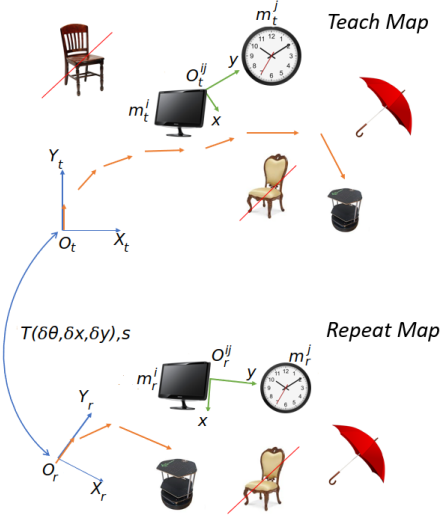 m_t^j
Teach Map
O_t^ij
y
m_t^i
x
Y_t
O_t
X_t
T(δθ,δx,δy),s
Repeat Map
O_r^ij
m_r^j
m_r^i
y
x
Y_r
O_r
X_r